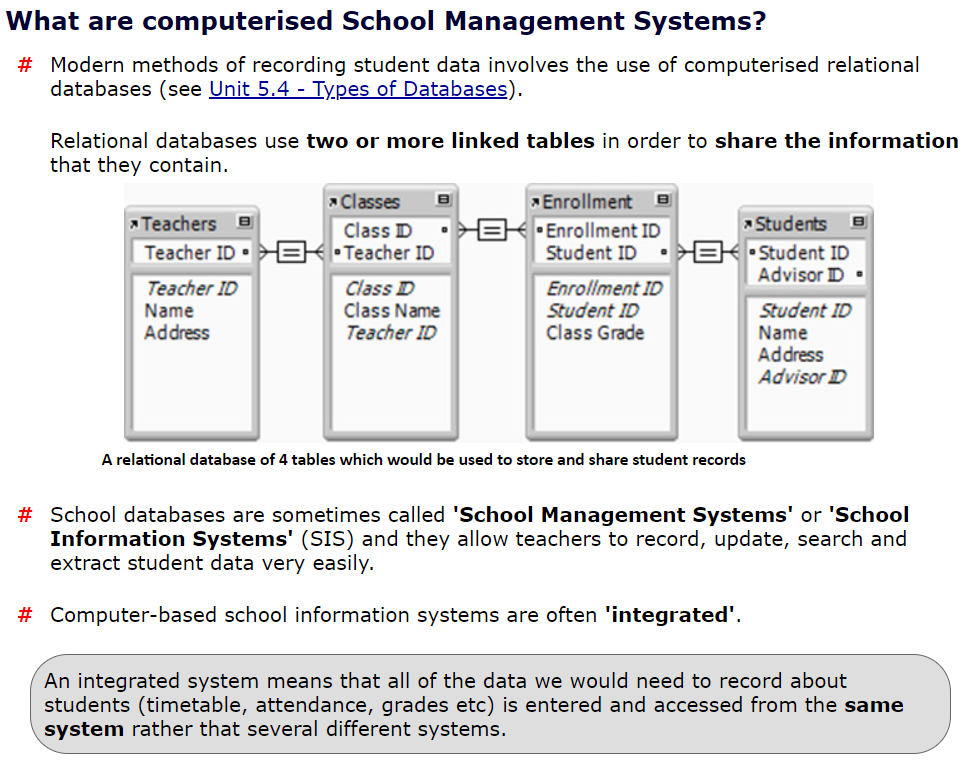 What are computerised School Management Systems?
# Modern methods of recording student data involves the use of computerised relational
databases (see Unit 5.4 - Types of Databases).
Relational databases use two or more linked tables in order to share the information
that they contain.
Teachers
Teacher ID
Teacher ID
Name
Address
Classes
Class ID
Teacher ID
Class ID
Class Name
Teacher ID
Enrollment
Enrollment ID
Student ID
Enrollment ID
Student ID
Class Grade
Students
Student ID
Advisor ID
Student ID
Name
Address
Advisor ID
A relational database of 4 tables which would be used to store and share student records
# School databases are sometimes called 'School Management Systems' or 'School
Information Systems' (SIS) and they allow teachers to record, update, search and
extract student data very easily.
# Computer-based school information systems are often 'integrated'.
An integrated system means that all of the data we would need to record about
students (timetable, attendance, grades etc) is entered and accessed from the same
system rather that several different systems.